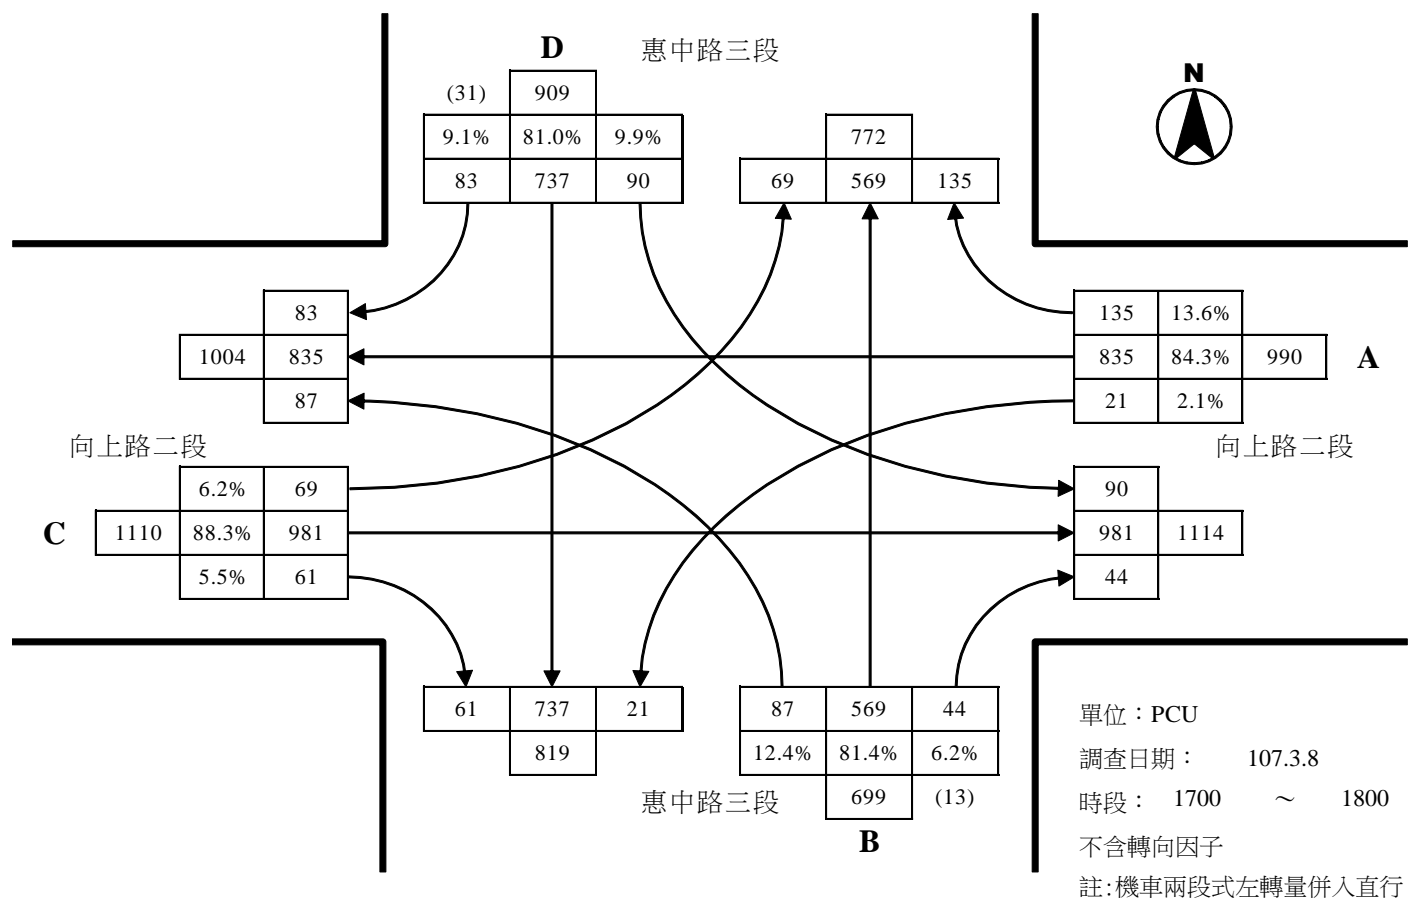 D 惠中路三段
N
(31) 909
9.1% 81.0% 9.9%
83 737 90
772
69 569 135
83
1004 835
87
135 13.6%
835 84.3% 990 A
21 2.1%
向上路二段
向上路二段
6.2% 69
C 1110 88.3% 981
5.5% 61
90
981 1114
44
61 737 21
819
87 569 44
12.4% 81.4% 6.2%
惠中路三段 699 (13)
B
單位：PCU
調查日期： 107.3.8
時段： 1700 ～ 1800
不含轉向因子
註:機車兩段式左轉量併入直行